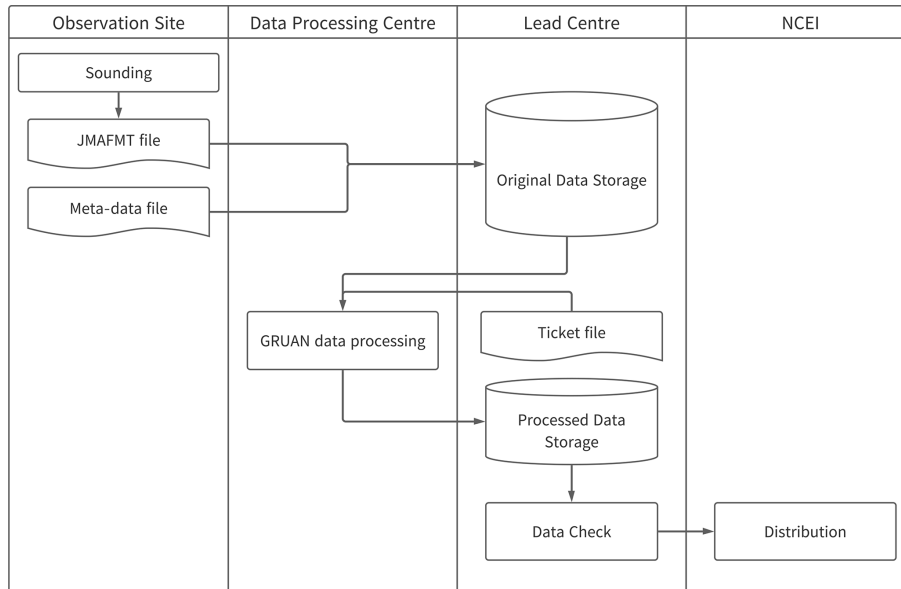 Observation Site
Data Processing Centre
Lead Centre
NCEI
Sounding
JMAFMT file
Meta-data file
Original Data Storage
GRUAN data processing
Ticket file
Processed Data
Storage
Data Check
Distribution